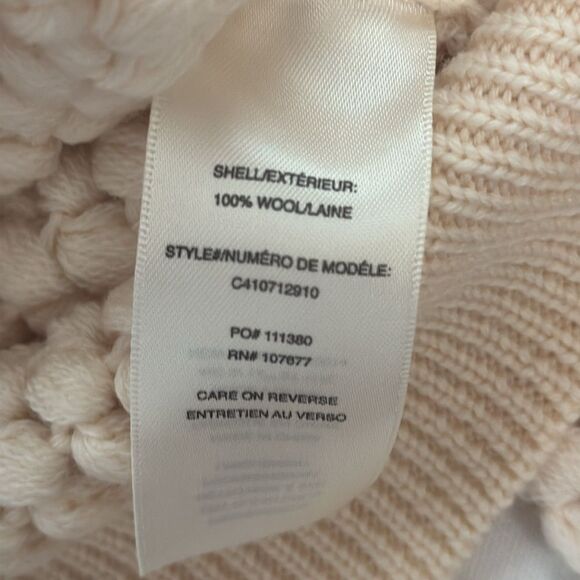 SHELL/EXTÉRIEUR:
100% WOOL/LAINE
STYLE#/NUMÉRO DE MODÉLE:
C410712910
PO# 111380
RN# 107677
CARE ON REVERSE
ENTRETIEN AU VERSO